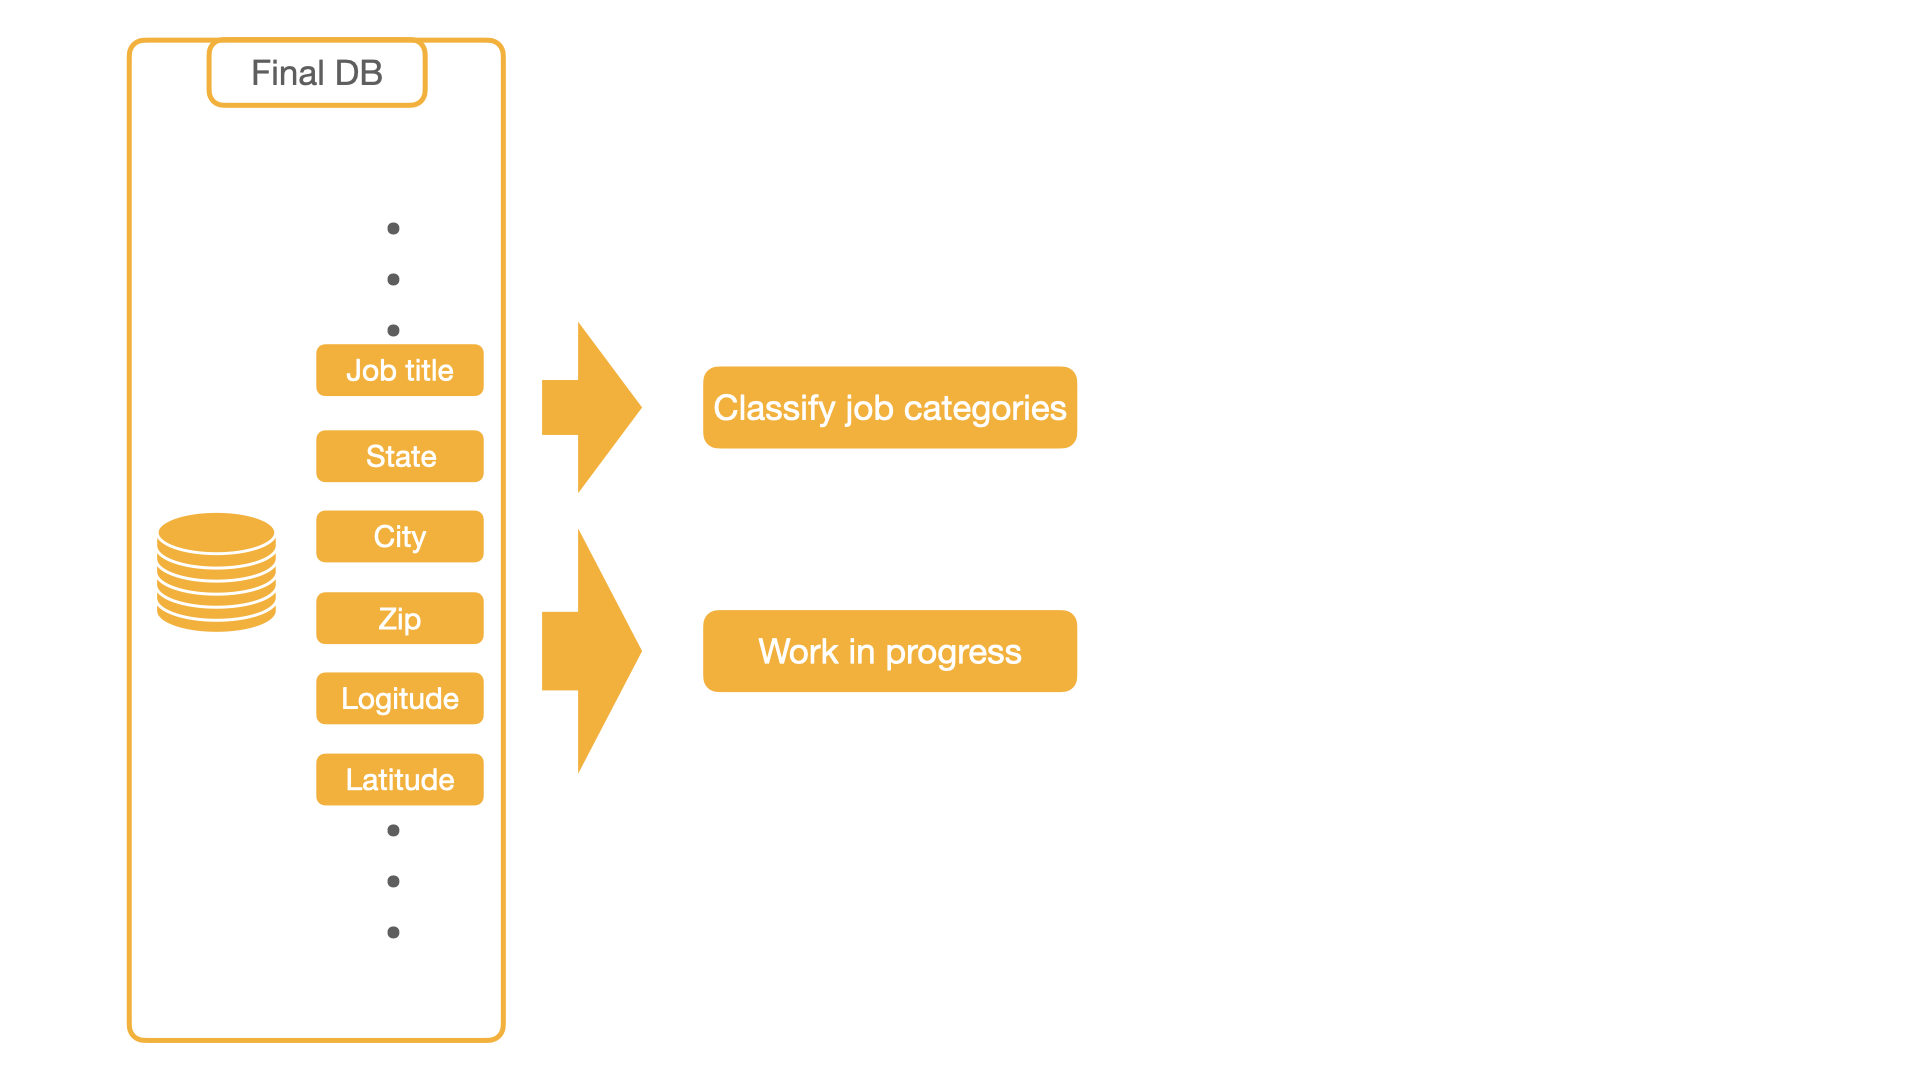 Final DB
Job title
State
City
Zip
Logitude
Latitude
Classify job categories
Work in progress